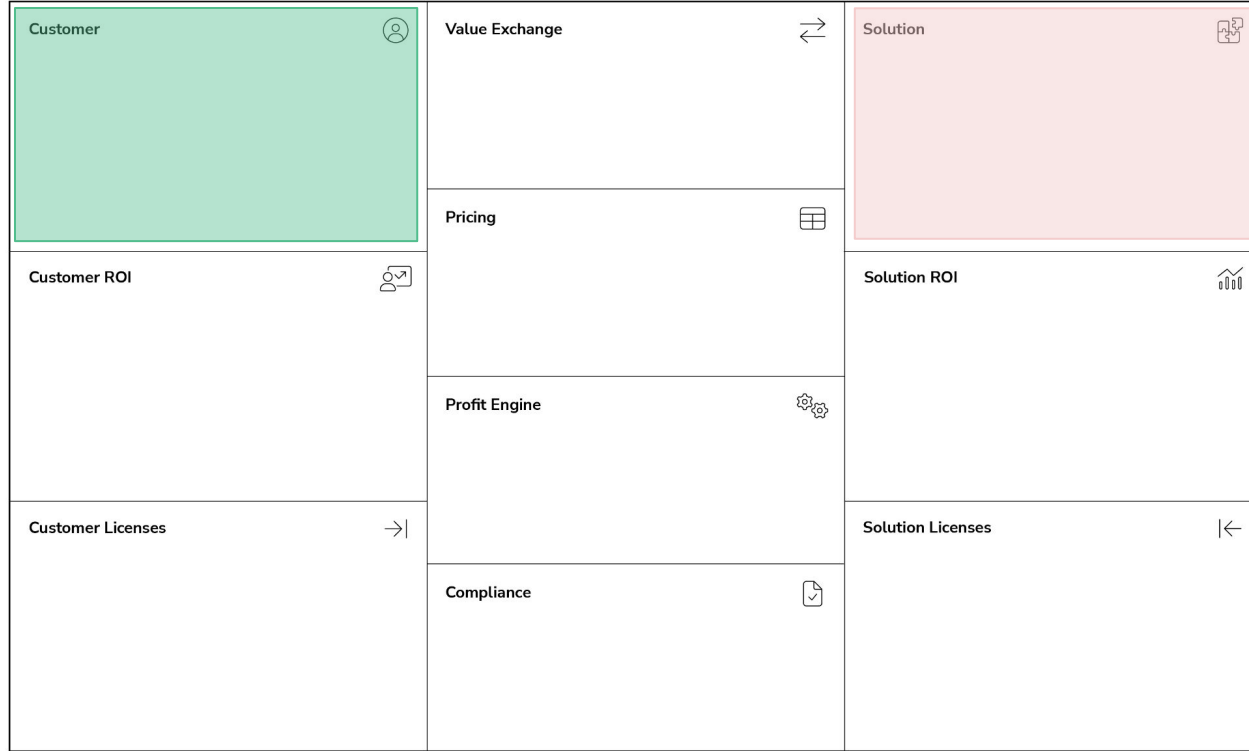 Customer
Value Exchange
Solution
Pricing
Customer ROI
Solution ROI
Profit Engine
Customer Licenses
Solution Licenses
Compliance